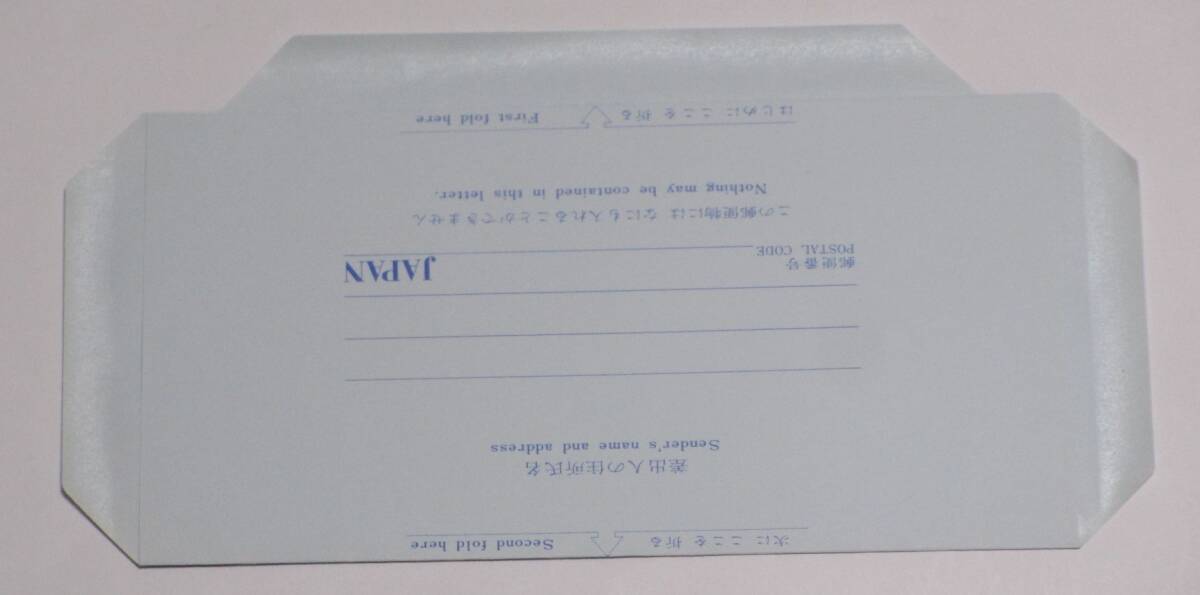 次に ここを 折る Second fold here
差出人の住所氏名
Sender's name and address
郵便番号
POSTAL CODE
JAPAN
この郵便物には なにも入れることができません
Nothing may be contained in this letter.
はじめに ここ を 折る First fold here